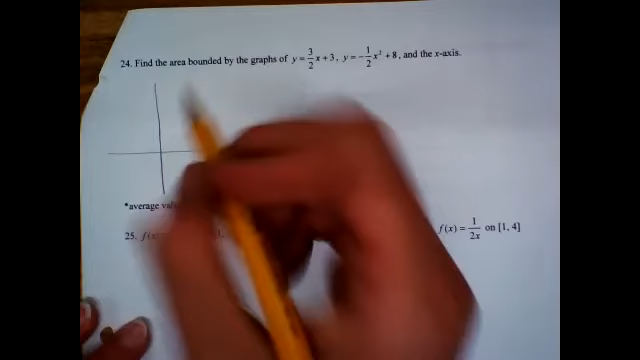 24. Find the area bounded by the graphs of y = 3/2 x + 3, y = -1/2 x² + 8, and the x-axis.
*average
25. f(x) = 1/2x on [1, 4]